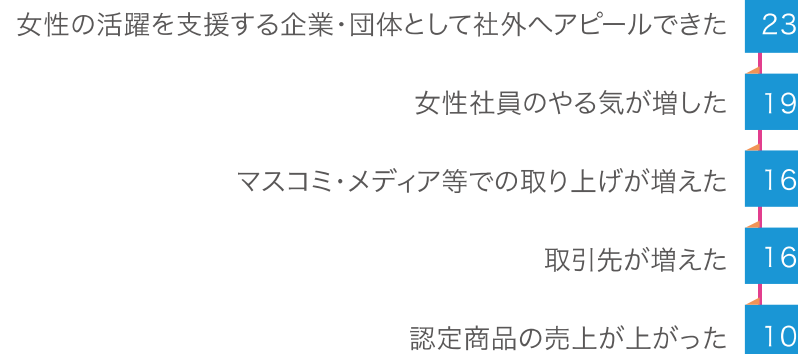 女性の活躍を支援する企業・団体として社外へアピールできた 23
女性社員のやる気が増した 19
マスコミ・メディア等での取り上げが増えた 16
取引先が増えた 16
認定商品の売上が上がった 10